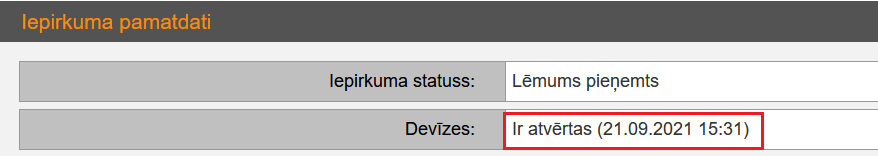 Iepirkuma pamatdati
Iepirkuma statuss: Lēmums pieņemts
Devīzes: Ir atvērtas (21.09.2021 15:31)